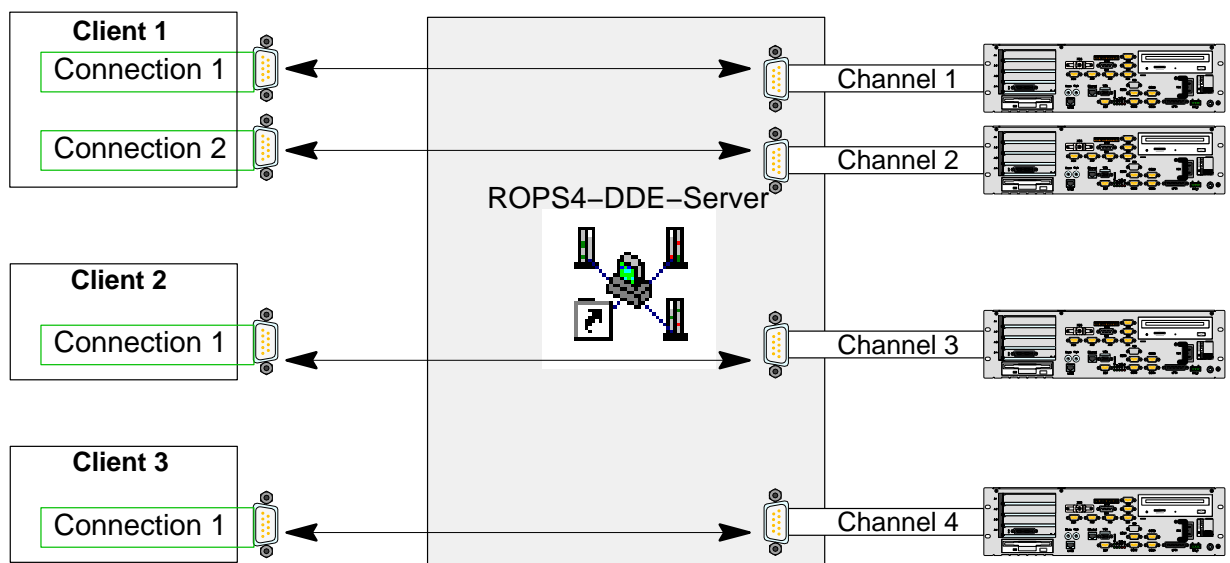 Client 1
Connection 1
Channel 1
Connection 2
Channel 2
ROPS4–DDE–Server
Client 2
Connection 1
Channel 3
Client 3
Connection 1
Channel 4